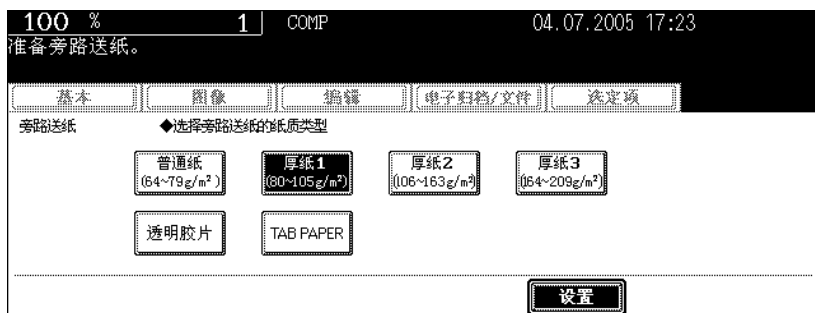 100 % 1 COMP 04.07.2005 17:23
准备旁路送纸。
基本 图像 编辑 电子归档/文件 选定项
旁路送纸 ◆选择旁路送纸的纸质类型
普通纸 厚纸1 厚纸2 厚纸3
(64~79g/m²) (80~105g/m²) (106~163g/m²) (164~209g/m²)
透明胶片 TAB PAPER
设置